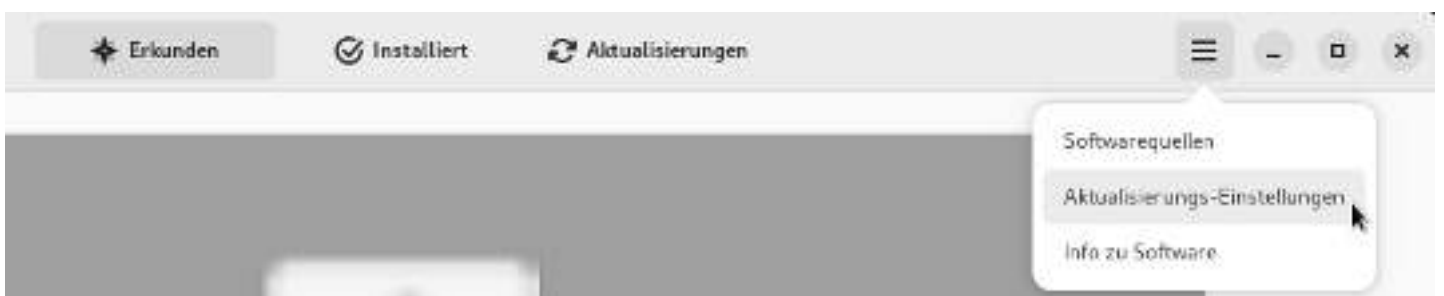 Erkunden
Installiert
Aktualisierungen
Softwarequellen
Aktualisierungs-Einstellungen
Info zu Software